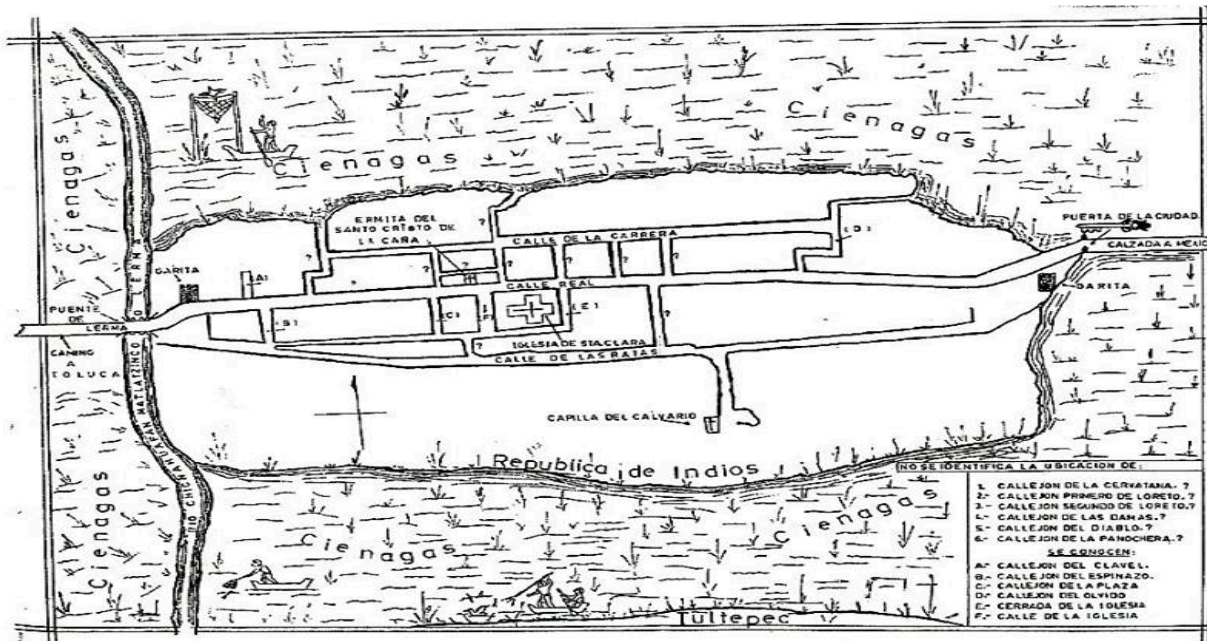 Cienagas
Cienagas
Cienagas
ERMITA DEL
SANTO CRISTO DE
LA CAÑA
CALLE DE LA CARRERA
(D)
PUERTA DE LA CIUDAD.
CALZADA A MEXICO
GARITA
(A)
CALLE REAL
GARITA
PUENTE
DE
LERMA
(B)
(C)
(F)
(E)
IGLESIA DE STA.CLARA
CALLE DE LAS RATAS
CAMINO
A
TOLUCA
RIO CHICNAHUAPAN MATLATZINCO O LERMA
CAPILLA DEL CALVARIO
Republica de Indios
Cienagas
Cienagas
Cienagas
Tultepec
NO SE IDENTIFICA LA UBICACION DE:
1. CALLEJON DE LA CERVATANA. ?
2.- CALLEJON PRIMERO DE LORETO. ?
3.- CALLEJON SEGUNDO DE LORETO. ?
4.- CALLEJON DE LAS DAMAS. ?
5.- CALLEJON DEL DIABLO. ?
6.- CALLEJON DE LA PANOCHERA. ?
SE CONOCEN:
A.- CALLEJON DEL CLAVEL.
B.- CALLEJON DEL ESPINAZO.
C.- CALLEJON DE LA PLAZA
D.- CALLEJON DEL OLVIDO
E.- CERRADA DE LA IGLESIA
F.- CALLE DE LA IGLESIA